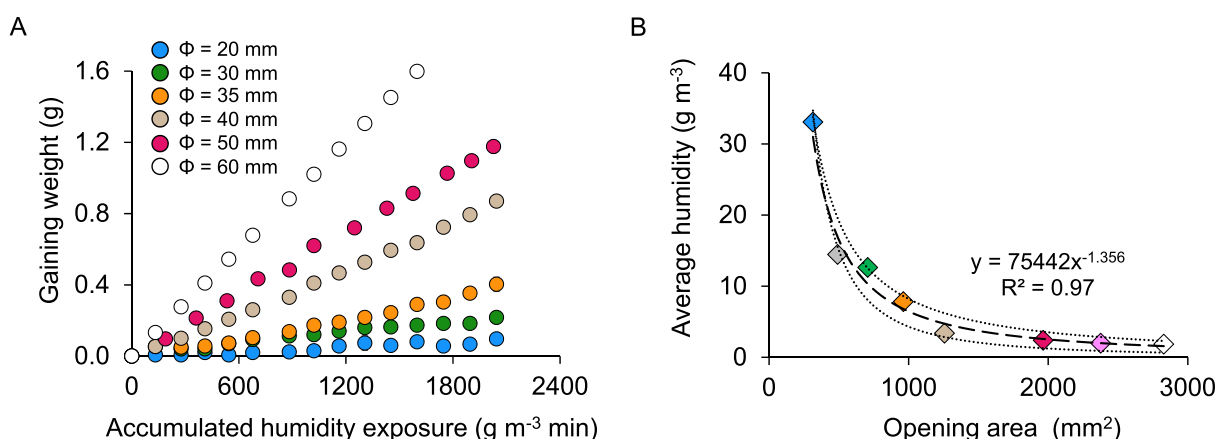 A
Φ = 20 mm
Φ = 30 mm
Φ = 35 mm
Φ = 40 mm
Φ = 50 mm
Φ = 60 mm
Gaining weight (g)
1.6
1.2
0.8
0.4
0.0
0 600 1200 1800 2400
Accumulated humidity exposure (g m⁻³ min)
B
Average humidity (g m⁻³)
40
30
20
10
0
y = 75442x⁻¹·³⁵⁶
R² = 0.97
0 1000 2000 3000
Opening area (mm²)